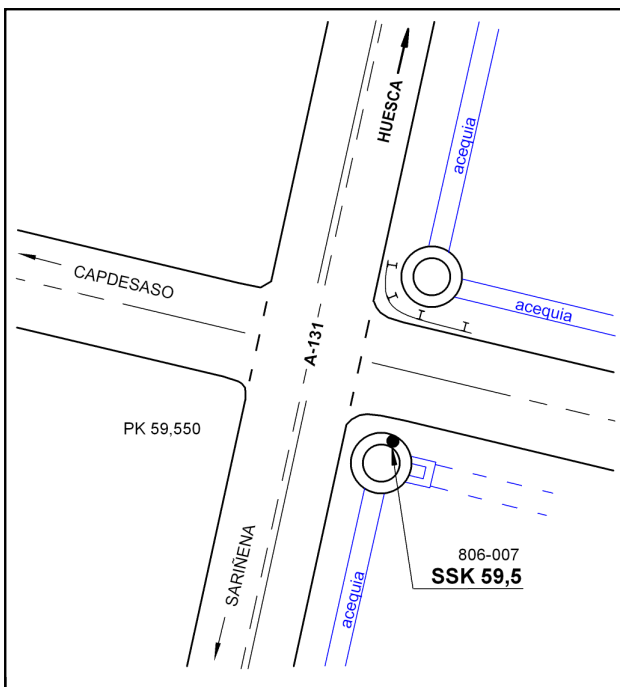 HUESCA
acequia
CAPDESASO
acequia
A-131
PK 59,550
SARIÑENA
806-007
SSK 59,5
acequia